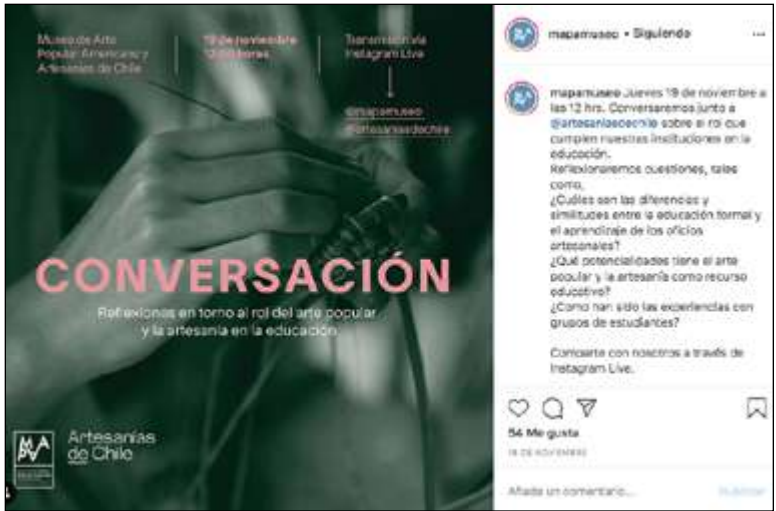 Museo de Arte
Popular Americano y
Artesanías de Chile
19 de noviembre
12:00 horas
Transmisión vía
Instagram Live
@mapamuseo
@artesaniasdechile
CONVERSACIÓN
Reflexiones en torno al rol del arte popular
y la artesanía en la educación
Artesanías
de Chile
mapamuseo • Siguiendo
mapamuseo Jueves 19 de noviembre a
las 12 hrs. Conversaremos junto a
@artesaniasdechile sobre el rol que
cumplen nuestras instituciones en la
educación.
Reflexionaremos cuestiones, tales
como,
¿Cuáles son las diferencias y
similitudes entre la educación formal y
el aprendizaje de los oficios
artesanales?
¿Qué potencialidades tiene el arte
popular y la artesanía como recurso
educativo?
¿Como han sido las experiencias con
grupos de estudiantes?
Comparte con nosotros a través de
Instagram Live.
54 Me gusta
DE NOVIEMBRE
Añade un comentario...
Publicar